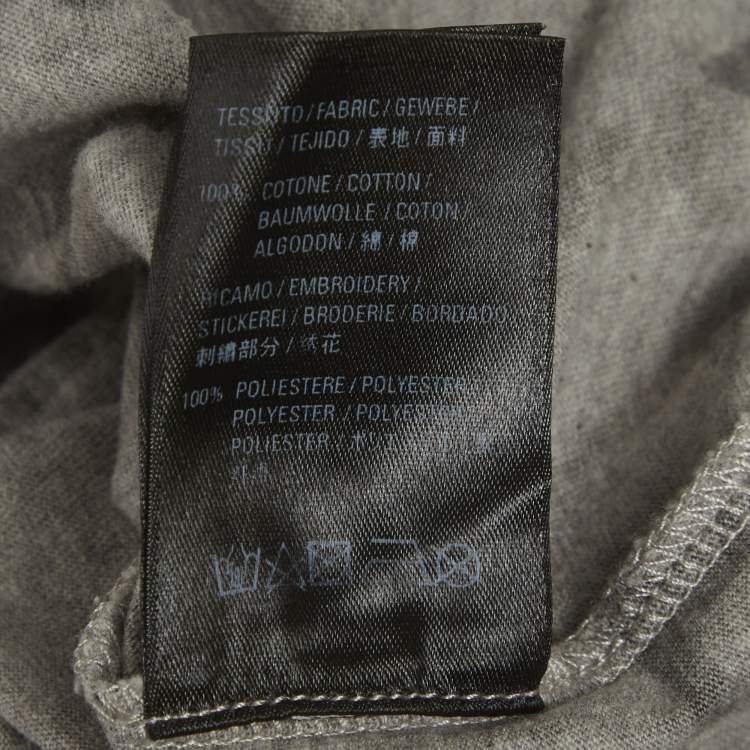 TESSUTO / FABRIC / GEWEBE /
TISSU / TEJIDO / 表地 / 面料
100% COTONE / COTTON /
BAUMWOLLE / COTON /
ALGODON / 綿 / 棉
RICAMO / EMBROIDERY /
STICKEREI / BRODERIE / BORDADO
刺繍部分 / 绣花
100% POLIESTERE / POLYESTER
POLYESTER / POLYESTER
POLIESTER /